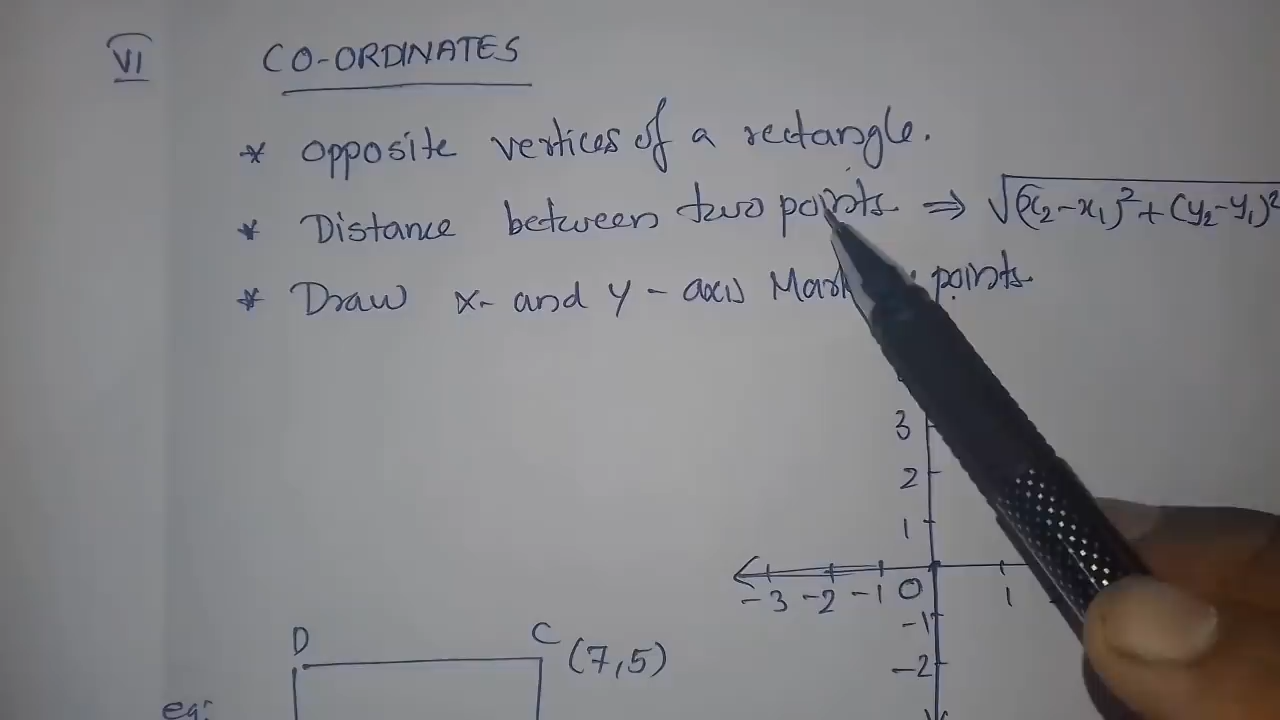 VI CO-ORDINATES
* Opposite vertices of a rectangle.
* Distance between two points ⇒ √(x₂-x₁)²+(y₂-y₁)²
* Draw x- and y-axis points.
3
2
1
-3 -2 -1 0 1
-1
-2
D C (7,5)
eg: